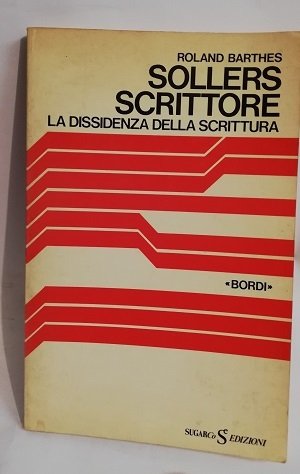 ROLAND BARTHES
SOLLERS
SCRITTORE
LA DISSIDENZA DELLA SCRITTURA
«BORDI»
SUGARCO S EDIZIONI